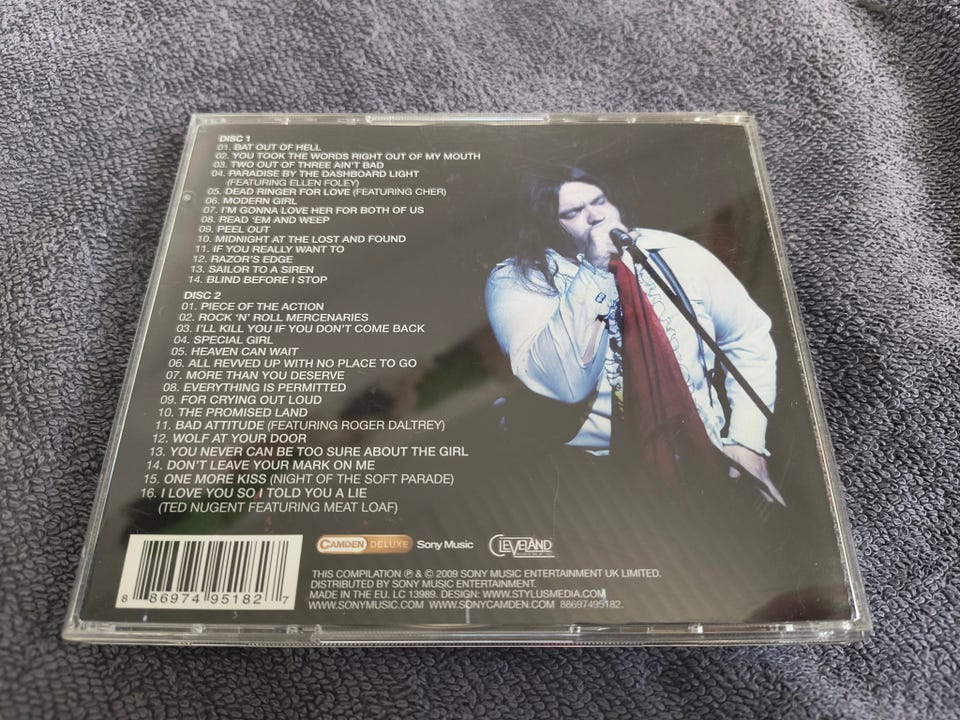 DISC 1
01. BAT OUT OF HELL
02. YOU TOOK THE WORDS RIGHT OUT OF MY MOUTH
03. TWO OUT OF THREE AIN'T BAD
04. PARADISE BY THE DASHBOARD LIGHT
(FEATURING ELLEN FOLEY)
05. DEAD RINGER FOR LOVE (FEATURING CHER)
06. MODERN GIRL
07. I'M GONNA LOVE HER FOR BOTH OF US
08. READ 'EM AND WEEP
09. PEEL OUT
10. MIDNIGHT AT THE LOST AND FOUND
11. IF YOU REALLY WANT TO
12. RAZOR'S EDGE
13. SAILOR TO A SIREN
14. BLIND BEFORE I STOP
DISC 2
01. PIECE OF THE ACTION
02. ROCK 'N' ROLL MERCENARIES
03. I'LL KILL YOU IF YOU DON'T COME BACK
04. SPECIAL GIRL
05. HEAVEN CAN WAIT
06. ALL REVVED UP WITH NO PLACE TO GO
07. MORE THAN YOU DESERVE
08. EVERYTHING IS PERMITTED
09. FOR CRYING OUT LOUD
10. THE PROMISED LAND
11. BAD ATTITUDE (FEATURING ROGER DALTREY)
12. WOLF AT YOUR DOOR
13. YOU NEVER CAN BE TOO SURE ABOUT THE GIRL
14. DON'T LEAVE YOUR MARK ON ME
15. ONE MORE KISS (NIGHT OF THE SOFT PARADE)
16. I LOVE YOU SO I TOLD YOU A LIE
(TED NUGENT FEATURING MEAT LOAF)
CAMDEN DELUXE Sony Music CLEVELAND
THIS COMPILATION ℗ & © 2009 SONY MUSIC ENTERTAINMENT UK LIMITED.
DISTRIBUTED BY SONY MUSIC ENTERTAINMENT.
MADE IN THE EU. LC 13989. DESIGN: WWW.STYLUSMEDIA.COM
WWW.SONYMUSIC.COM WWW.SONYCAMDEN.COM 88697495182.
8 86974 95182 7